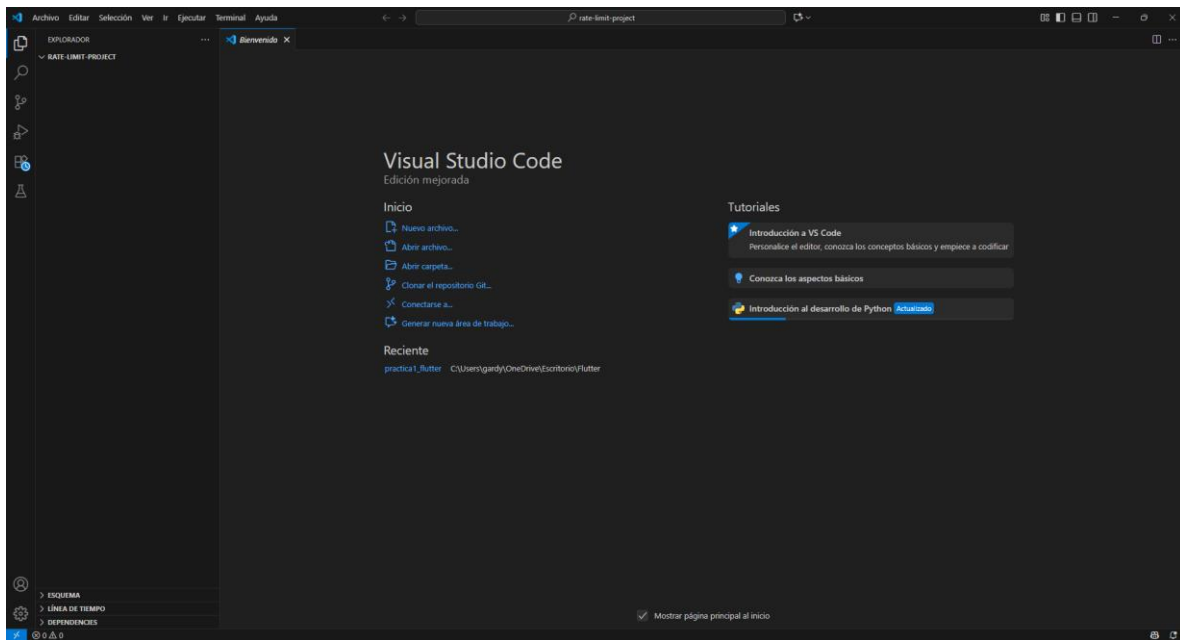 Archivo Editar Selección Ver Ir Ejecutar Terminal Ayuda
rate-limit-project
EXPLORADOR
Bienvenido
RATE-LIMIT-PROJECT
Visual Studio Code
Edición mejorada
Inicio
Nuevo archivo...
Abrir archivo...
Abrir carpeta...
Clonar el repositorio Git...
Conectarse a...
Generar nueva área de trabajo...
Reciente
practica1_flutter C:\Users\gardy\OneDrive\Escritorio\Flutter
Tutoriales
Introducción a VS Code
Personalice el editor, conozca los conceptos básicos y empiece a codificar
Conozca los aspectos básicos
Introducción al desarrollo de Python Actualizado
ESQUEMA
LÍNEA DE TIEMPO
DEPENDENCIES
Mostrar página principal al inicio
0 0